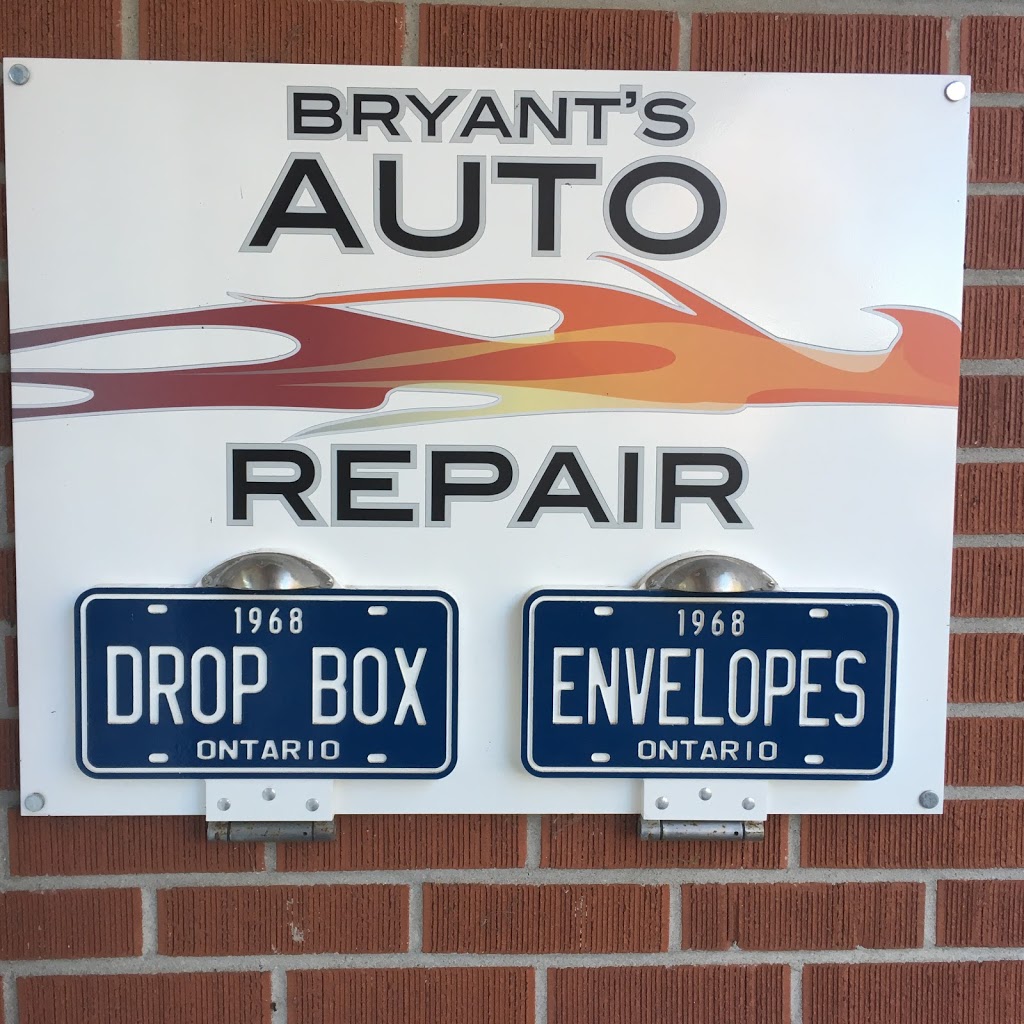 BRYANT'S
AUTO
REPAIR
1968
DROP BOX
ONTARIO
1968
ENVELOPES
ONTARIO